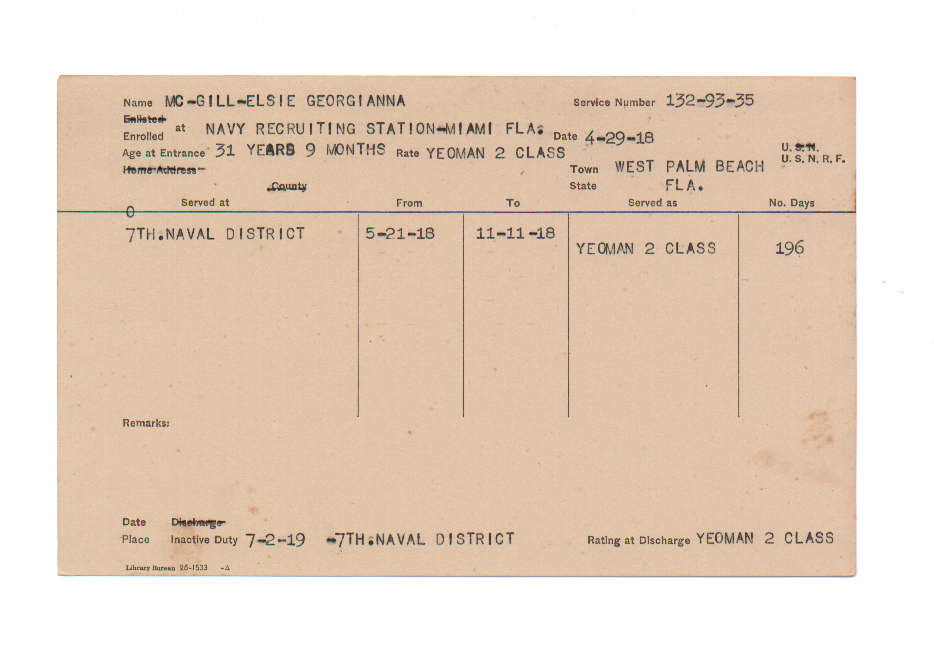 Name MC-GILL-ELSIE GEORGIANNA Service Number 132-93-35
Enlisted
Enrolled at NAVY RECRUITING STATION-MIAMI FLA. Date 4-29-18
Age at Entrance 31 YEARS 9 MONTHS Rate YEOMAN 2 CLASS U.S.N.
U.S.N.R.F.
Home Address Town WEST PALM BEACH
County State FLA.
Served at From To Served as No. Days
0
7TH.NAVAL DISTRICT 5-21-18 11-11-18
YEOMAN 2 CLASS 196
Remarks:
Date Discharge
Place Inactive Duty 7-2-19 -7TH.NAVAL DISTRICT Rating at Discharge YEOMAN 2 CLASS
Library Bureau 26-1533 -A